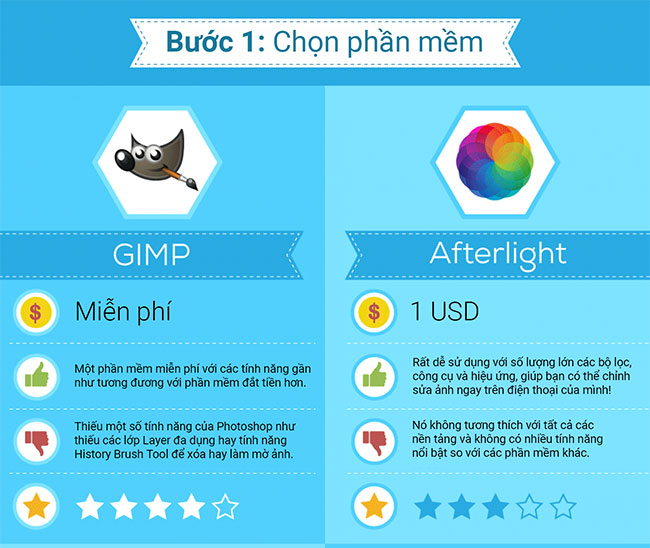 Bước 1: Chọn phần mềm
GIMP
$ Miễn phí
Một phần mềm miễn phí với các tính năng gần
như tương đương với phần mềm đắt tiền hơn.
Thiếu một số tính năng của Photoshop như
thiếu các lớp Layer đa dụng hay tính năng
History Brush Tool để xóa hay làm mờ ảnh.
Afterlight
$ 1 USD
Rất dễ sử dụng với số lượng lớn các bộ lọc,
công cụ và hiệu ứng, giúp bạn có thể chỉnh
sửa ảnh ngay trên điện thoại của mình!
Nó không tương thích với tất cả các
nền tảng và không có nhiều tính năng
nổi bật so với các phần mềm khác.